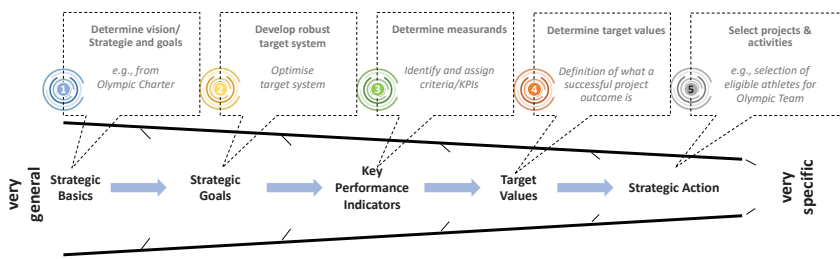 Determine vision/
Strategie and goals
e.g., from
Olympic Charter
1
Develop robust
target system
Optimise
target system
2
Determine measurands
Identify and assign
criteria/KPIs
3
Determine target values
Definition of what a
successful project
outcome is
4
Select projects &
activities
e.g., selection of
eligible athletes for
Olympic Team
5
very
general
Strategic
Basics
Strategic
Goals
Key
Performance
Indicators
Target
Values
Strategic Action
very
specific